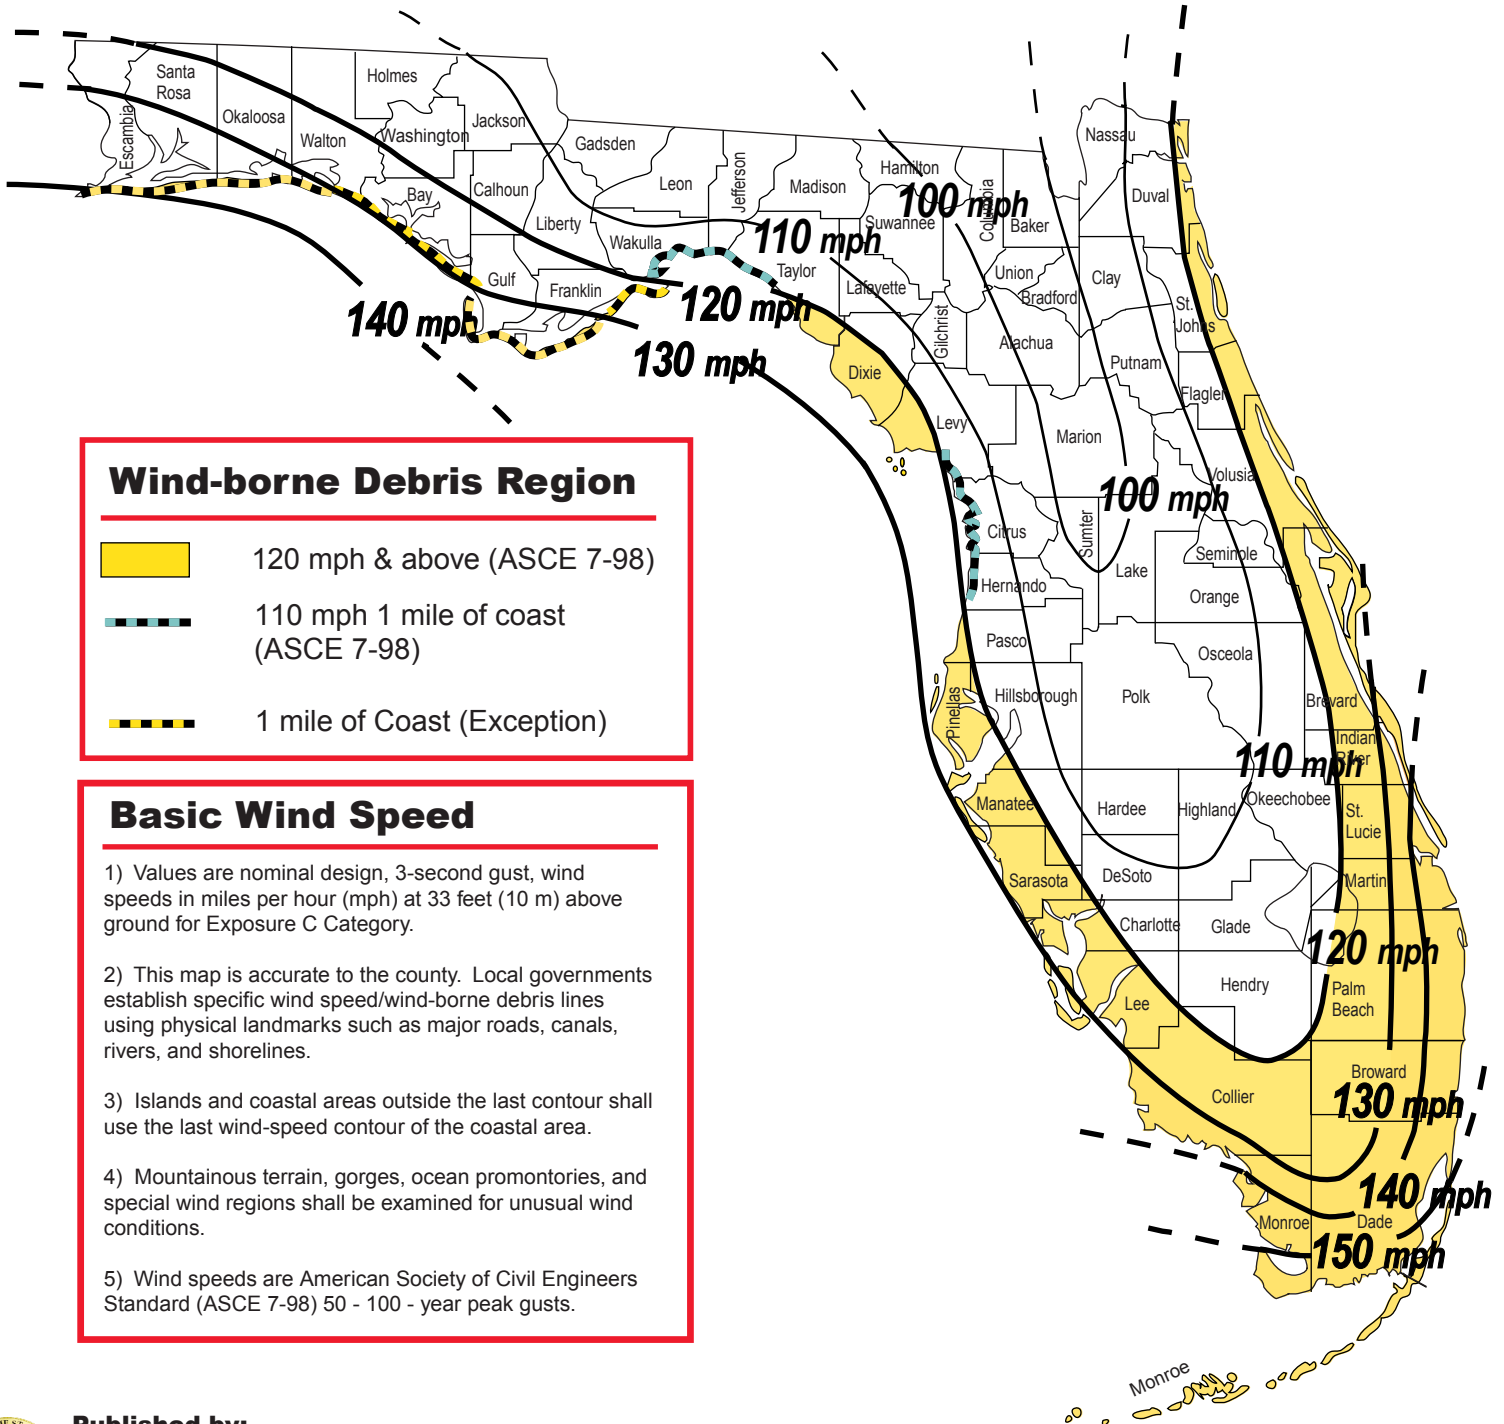 Santa
Rosa
Holmes
Escambia
Okaloosa
Walton
Washington
Jackson
Nassau
Gadsden
Hamilton
Bay
Calhoun
Leon
Jefferson
Madison
100 mph
Columbia
Duval
Liberty
Wakulla
110 mph
Suwannee
Baker
Taylor
Gulf
Franklin
Lafayette
Union
Bradford
Clay
140 mph
120 mph
Gilchrist
St.
Johns
130 mph
Alachua
Putnam
Dixie
Flagler
Levy
Marion
Volusia
100 mph
Citrus
Sumter
Seminole
Lake
Hernando
Orange
Pasco
Osceola
Pinellas
Hillsborough
Polk
Brevard
Indian
River
110 mph
Manatee
Hardee
Highland
Okeechobee
St.
Lucie
Sarasota
DeSoto
Martin
Charlotte
Glade
120 mph
Lee
Hendry
Palm
Beach
Collier
Broward
130 mph
140 mph
Monroe
Dade
150 mph
Monroe
Wind-borne Debris Region
120 mph & above (ASCE 7-98)
110 mph 1 mile of coast
(ASCE 7-98)
1 mile of Coast (Exception)
Basic Wind Speed
1) Values are nominal design, 3-second gust, wind
speeds in miles per hour (mph) at 33 feet (10 m) above
ground for Exposure C Category.
2) This map is accurate to the county. Local governments
establish specific wind speed/wind-borne debris lines
using physical landmarks such as major roads, canals,
rivers, and shorelines.
3) Islands and coastal areas outside the last contour shall
use the last wind-speed contour of the coastal area.
4) Mountainous terrain, gorges, ocean promontories, and
special wind regions shall be examined for unusual wind
conditions.
5) Wind speeds are American Society of Civil Engineers
Standard (ASCE 7-98) 50 - 100 - year peak gusts.
Published by: